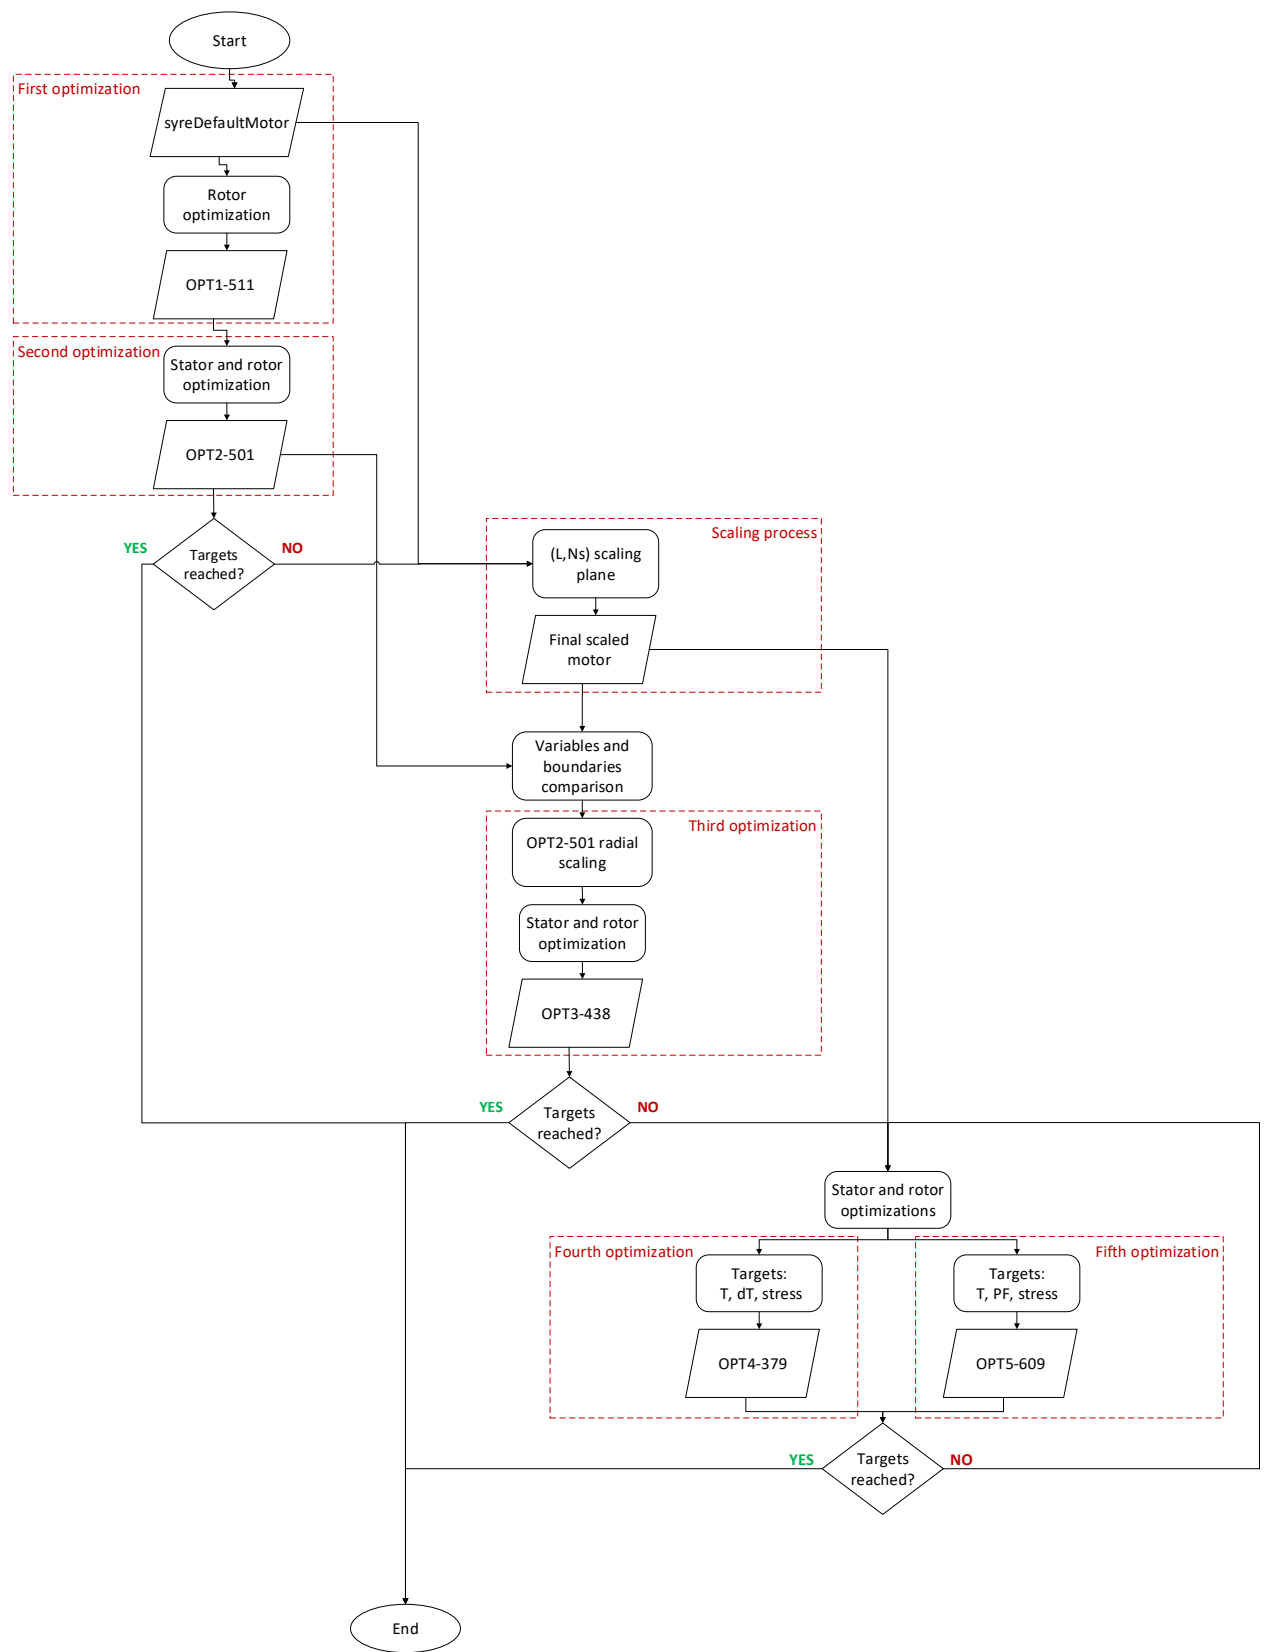 Start
First optimization
syreDefaultMotor
Rotor
optimization
OPT1-511
Second optimization
Stator and rotor
optimization
OPT2-501
YES
Targets
reached?
NO
Scaling process
(L,Ns) scaling
plane
Final scaled
motor
Variables and
boundaries
comparison
Third optimization
OPT2-501 radial
scaling
Stator and rotor
optimization
OPT3-438
YES
Targets
reached?
NO
Stator and rotor
optimizations
Fourth optimization
Targets:
T, dT, stress
OPT4-379
Fifth optimization
Targets:
T, PF, stress
OPT5-609
YES
Targets
reached?
NO
End